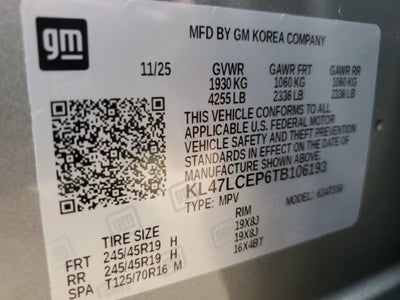 gm
MFD BY GM KOREA COMPANY
11/25 GVWR GAWR FRT GAWR RR
1930 KG 1060 KG 1060 KG
4255 LB 2336 LB 2336 LB
THIS VEHICLE CONFORMS TO ALL
APPLICABLE U.S. FEDERAL MOTOR
VEHICLE SAFETY AND THEFT PREVENTION
STANDARDS IN EFFECT ON THE DATE OF
MANUFACTURE SHOWN ABOVE.
KL47LCEP6TB106193
TYPE: MPV MODEL:
TIRE SIZE RIM
FRT 245/45R19 H 19X8J
RR 245/45R19 H 19X8J
SPA T125/70R16 M 16X4BT